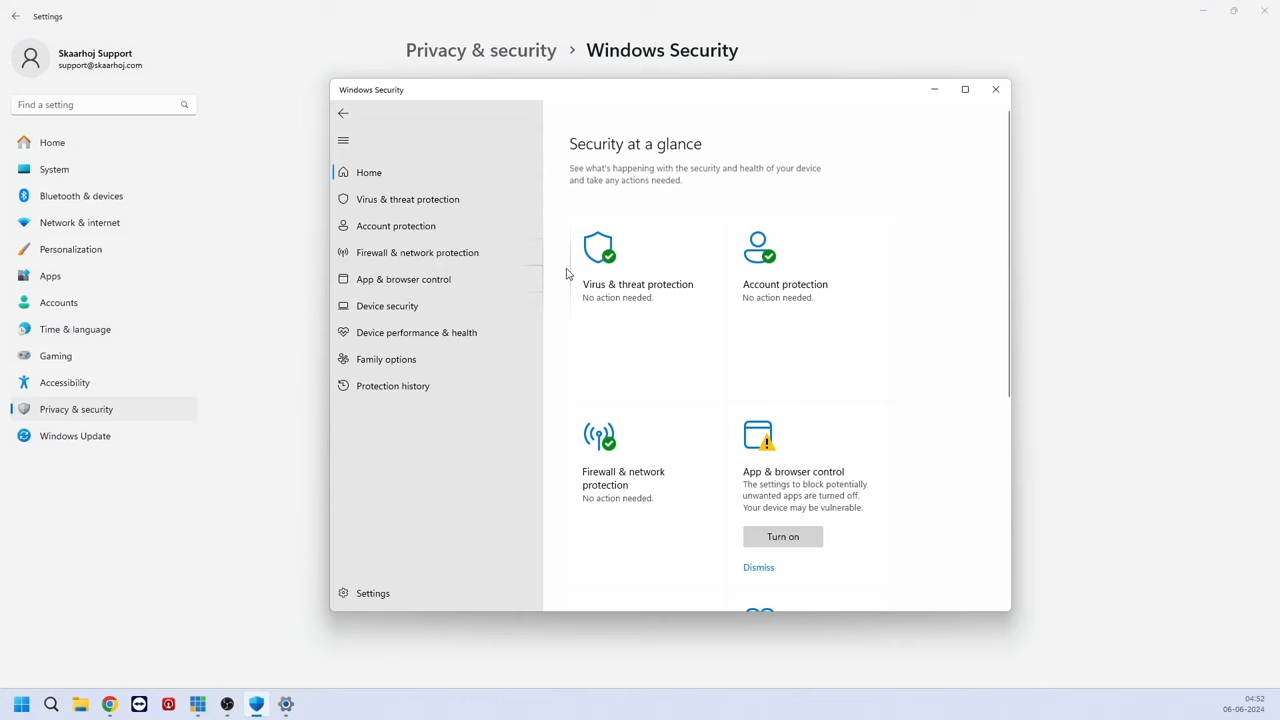 Settings
Skaarhoj Support
support@skaarhoj.com
Find a setting
Home
System
Bluetooth & devices
Network & internet
Personalization
Apps
Accounts
Time & language
Gaming
Accessibility
Privacy & security
Windows Update
Privacy & security › Windows Security
Windows Security
Home
Virus & threat protection
Account protection
Firewall & network protection
App & browser control
Device security
Device performance & health
Family options
Protection history
Settings
Security at a glance
See what's happening with the security and health of your device
and take any actions needed.
Virus & threat protection
No action needed.
Account protection
No action needed.
Firewall & network
protection
No action needed.
App & browser control
The settings to block potentially
unwanted apps are turned off.
Your device may be vulnerable.
Turn on
Dismiss
04:52
06-06-2024